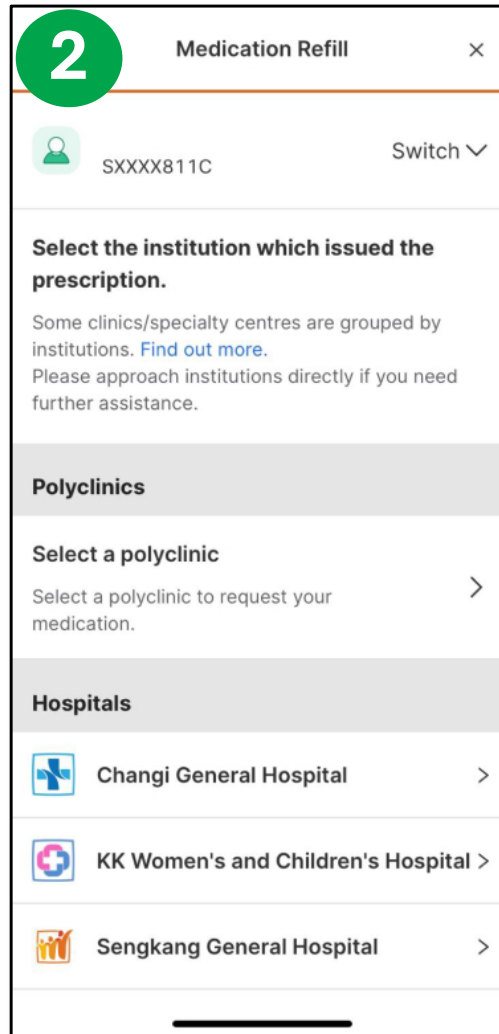 2
Medication Refill
SXXXX811C
Switch
Select the institution which issued the
prescription.
Some clinics/specialty centres are grouped by
institutions. Find out more.
Please approach institutions directly if you need
further assistance.
Polyclinics
Select a polyclinic
Select a polyclinic to request your
medication.
Hospitals
Changi General Hospital
KK Women's and Children's Hospital
Sengkang General Hospital